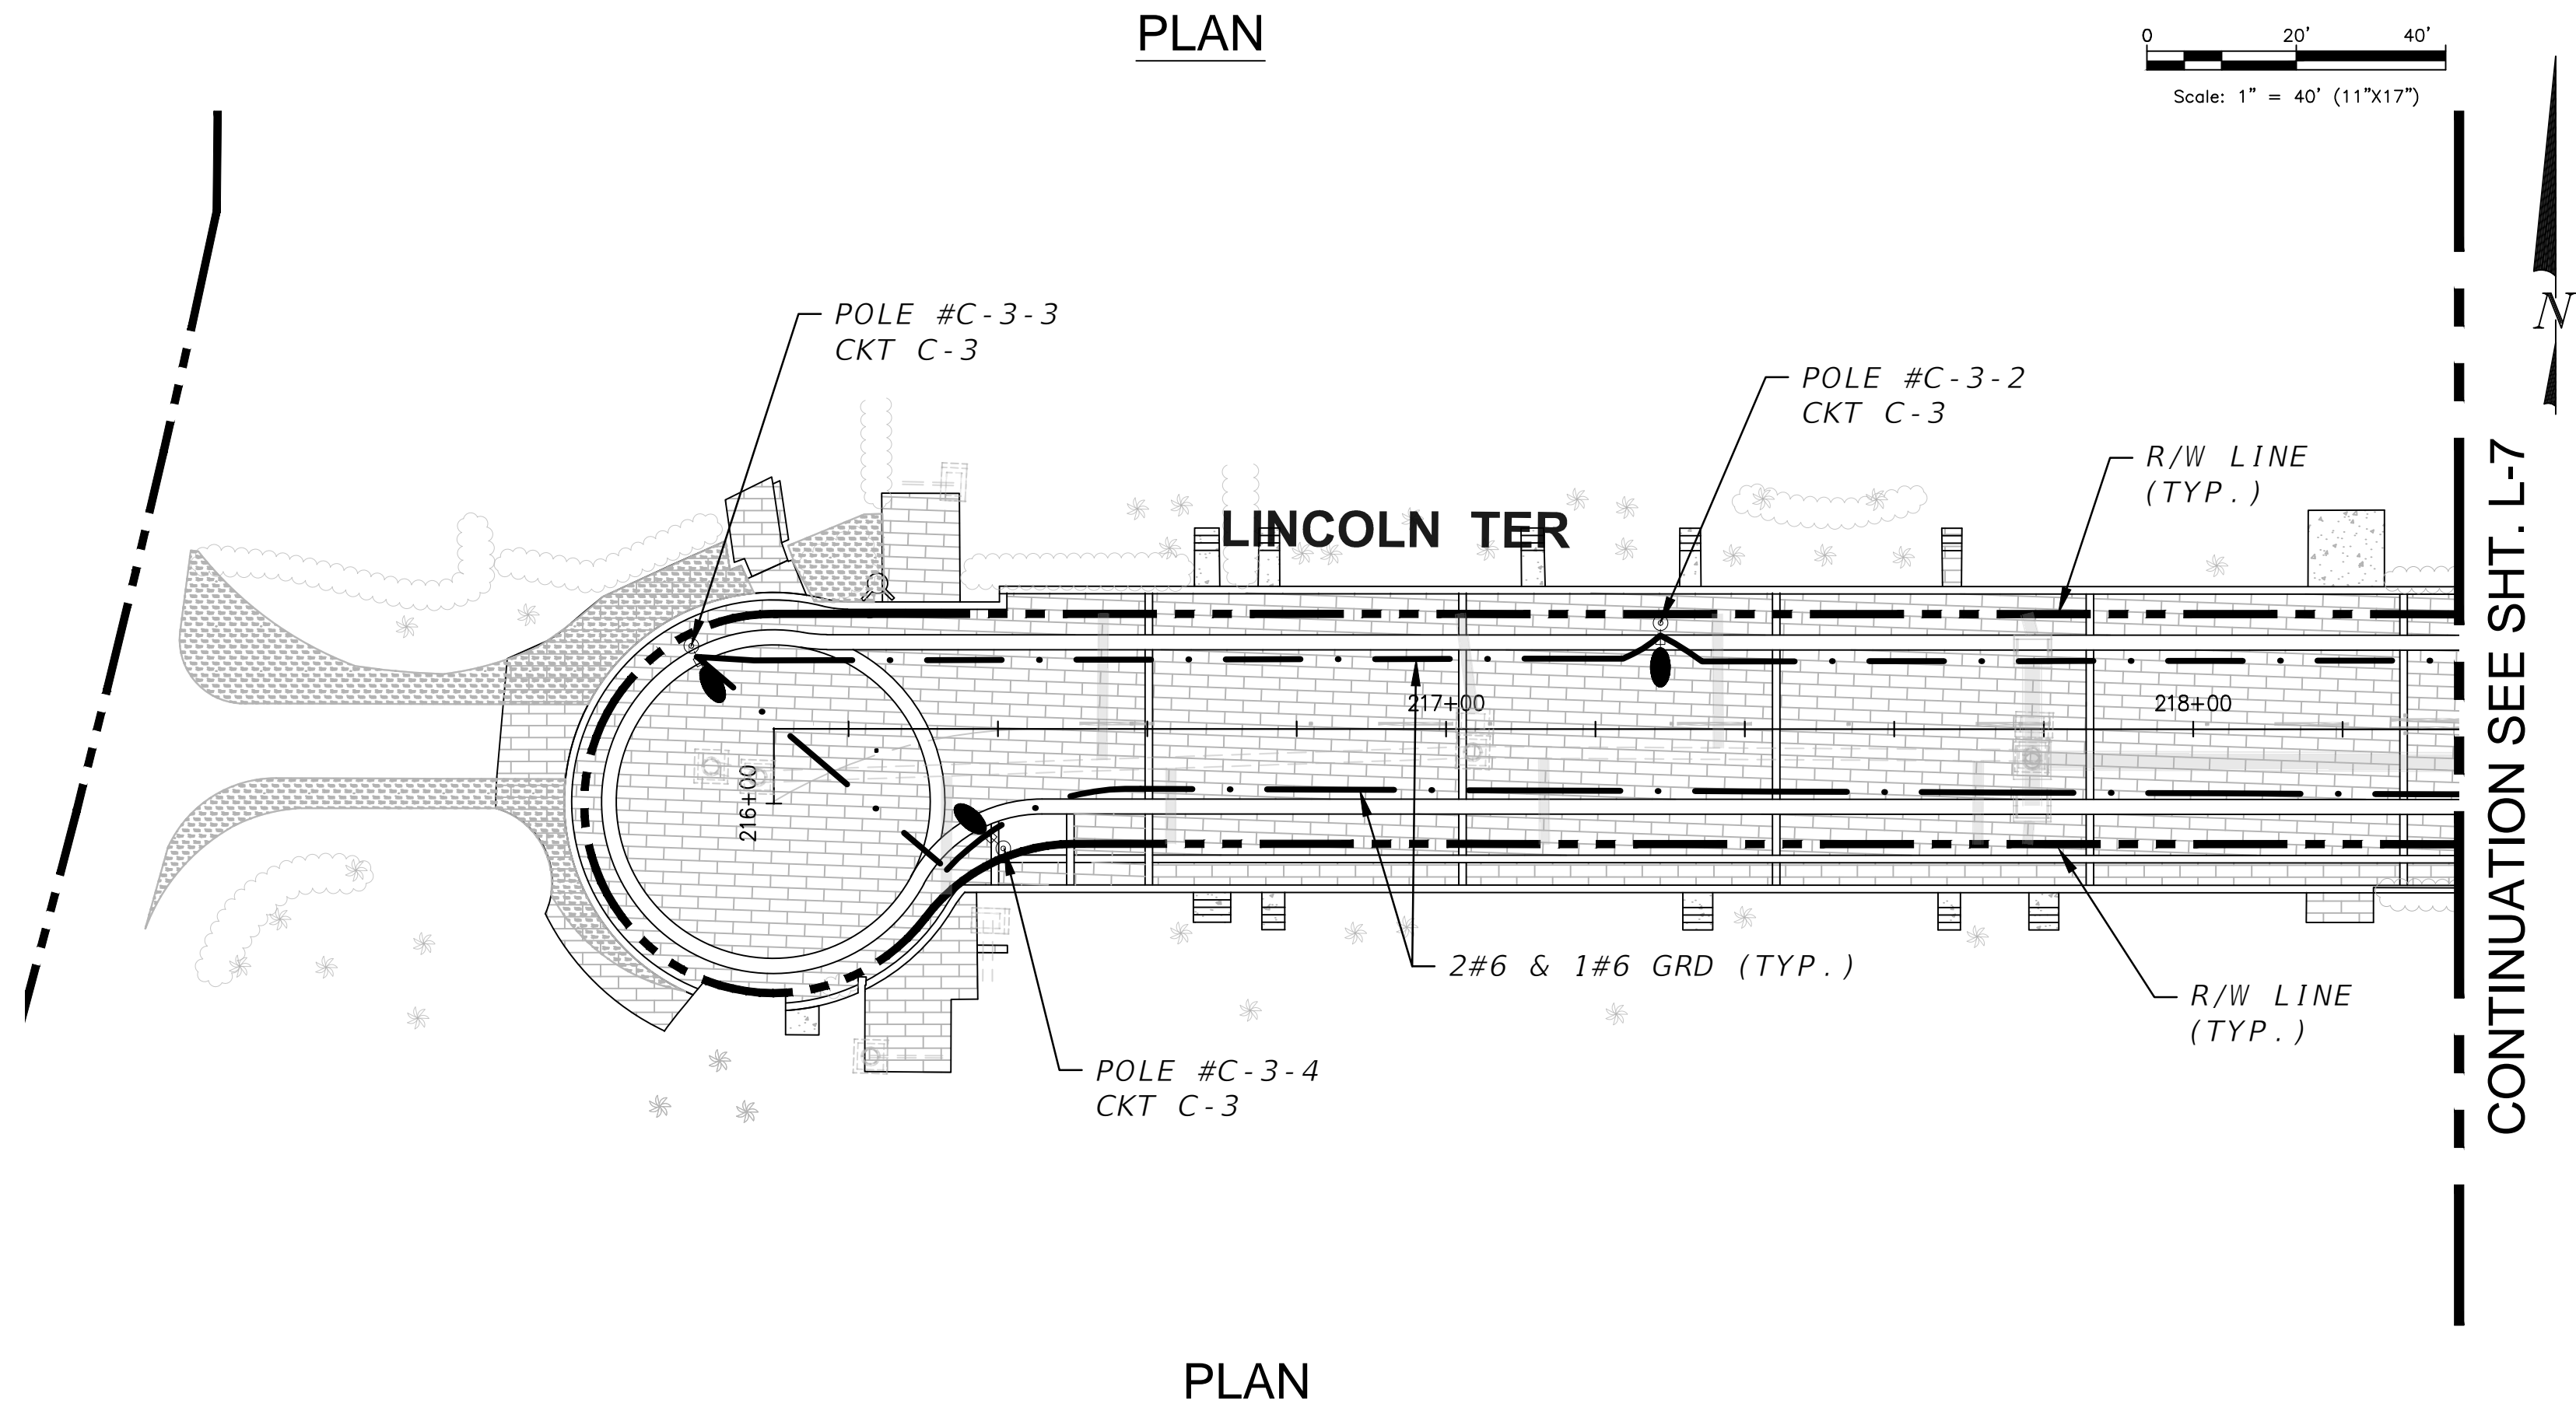 PLAN
0 20' 40'
Scale: 1" = 40' (11"X17")
N
POLE #C-3-3
CKT C-3
POLE #C-3-2
CKT C-3
R/W LINE
(TYP.)
LINCOLN TER
217+00
218+00
216+00
CONTINUATION SEE SHT. L-7
2#6 & 1#6 GRD (TYP.)
R/W LINE
(TYP.)
POLE #C-3-4
CKT C-3
PLAN